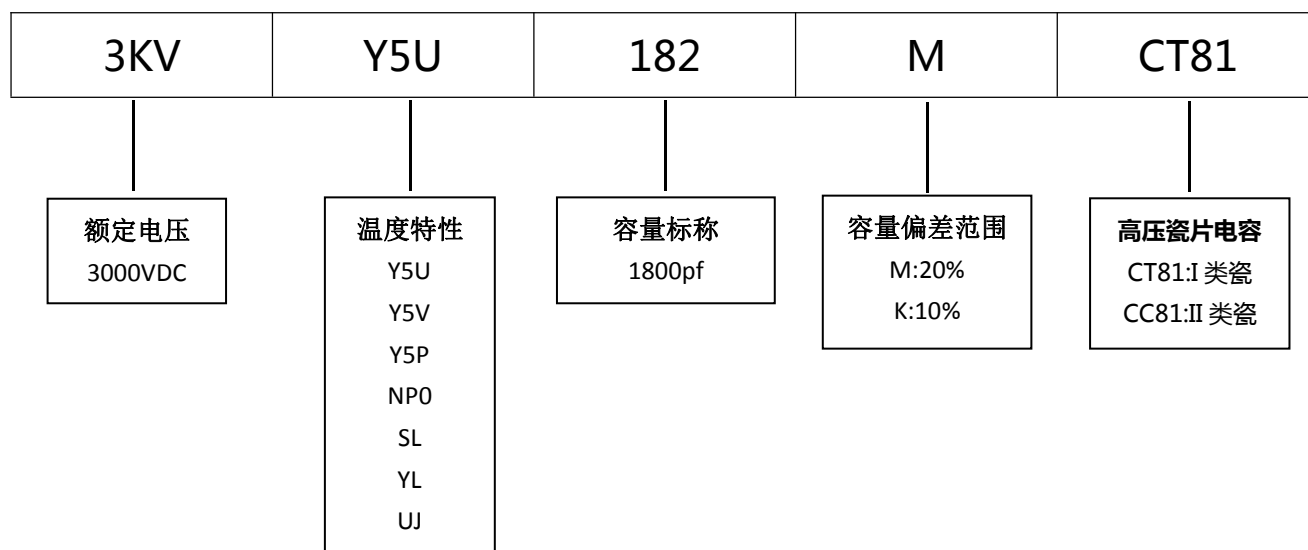 3KV Y5U 182 M CT81
额定电压
3000VDC
温度特性
Y5U
Y5V
Y5P
NP0
SL
YL
UJ
容量标称
1800pf
容量偏差范围
M:20%
K:10%
高压瓷片电容
CT81:I 类瓷
CC81:II 类瓷